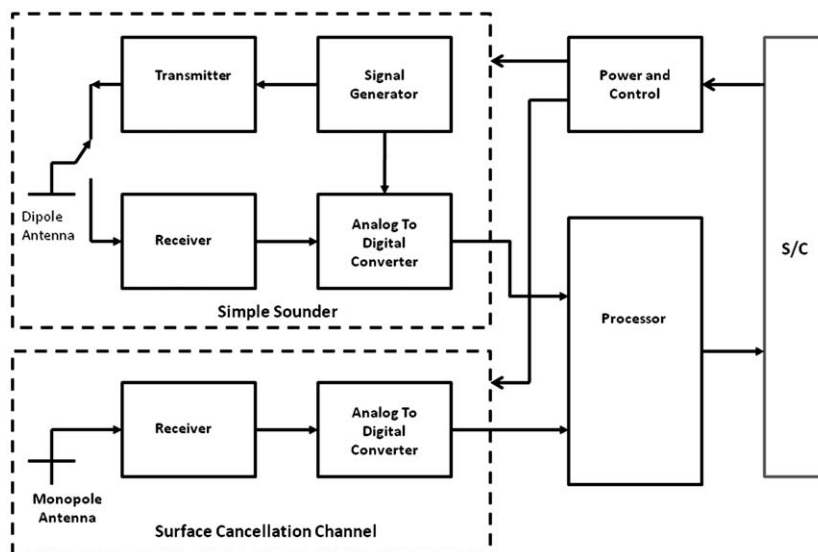 Transmitter
Signal
Generator
Power and
Control
Dipole
Antenna
Receiver
Analog To
Digital
Converter
S/C
Simple Sounder
Processor
Receiver
Analog To
Digital
Converter
Monopole
Antenna
Surface Cancellation Channel